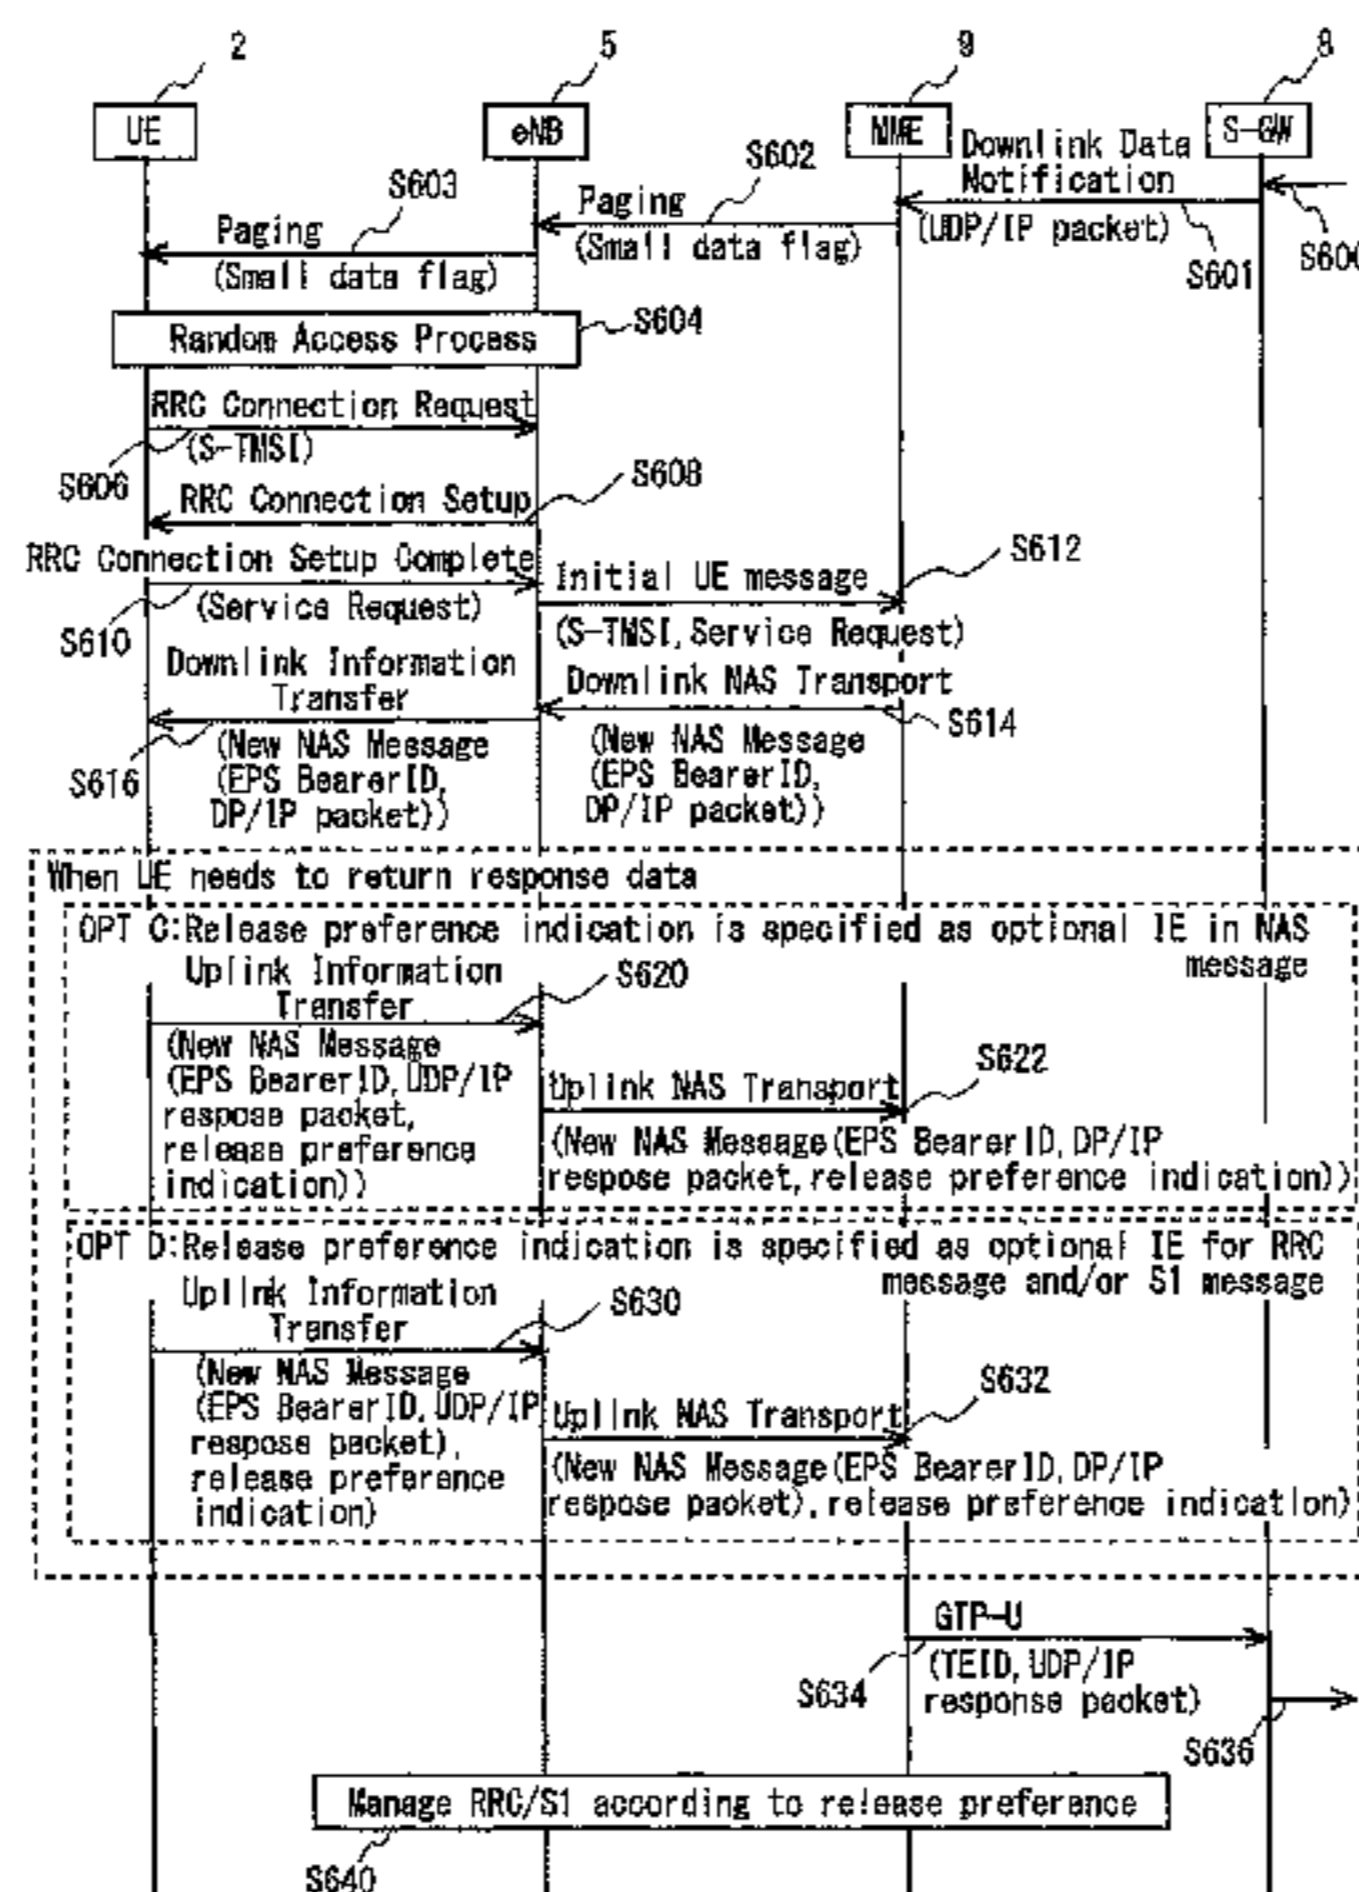 2
5
9
8
UE
eNB
MME
S-GW
Downlink Data
Notification
(UDP/IP packet)
S600
S601
S602
Paging
(Small data flag)
S603
Paging
(Small data flag)
Random Access Process
S604
RRC Connection Request
(S-TMSI)
S606
S608
RRC Connection Setup
RRC Connection Setup Complete
(Service Request)
S610
Initial UE message
S612
(S-TMSI,Service Request)
Downlink NAS Transport
S614
(New NAS Message
(EPS BearerID,
DP/IP packet))
Downlink Information
Transfer
S616
(New NAS Message
(EPS BearerID,
DP/IP packet))
When UE needs to return response data
OPT C:Release preference indication is specified as optional IE in NAS
message
Uplink Information
Transfer
S620
(New NAS Message
(EPS BearerID,UDP/IP
respose packet,
release preference
indication))
Uplink NAS Transport
S622
(New NAS Message(EPS BearerID,DP/IP
respose packet,release preference indication))
OPT D:Release preference indication is specified as optional IE for RRC
message and/or S1 message
Uplink Information
Transfer
S630
(New NAS Message
(EPS BearerID,UDP/IP
respose packet),
release preference
indication)
Uplink NAS Transport
S632
(New NAS Message(EPS BearerID,DP/IP
respose packet),release preference indication)
GTP-U
S634
(TEID,UDP/IP
response packet)
S636
Manage RRC/S1 according to release preference
S640